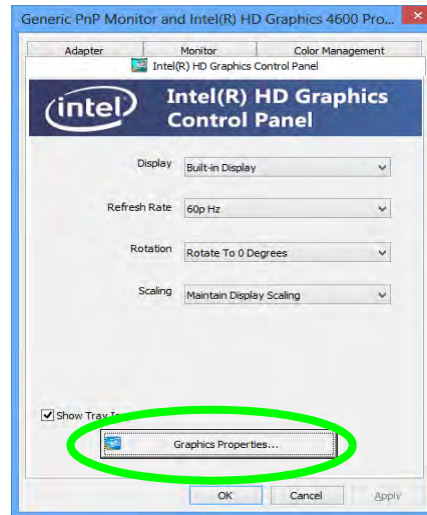 Generic PnP Monitor and Intel(R) HD Graphics 4600 Pro...
Adapter Monitor Color Management
Intel(R) HD Graphics Control Panel
intel Intel(R) HD Graphics
Control Panel
Display Built-in Display
Refresh Rate 60p Hz
Rotation Rotate To 0 Degrees
Scaling Maintain Display Scaling
Show Tray
Graphics Properties...
OK Cancel Apply